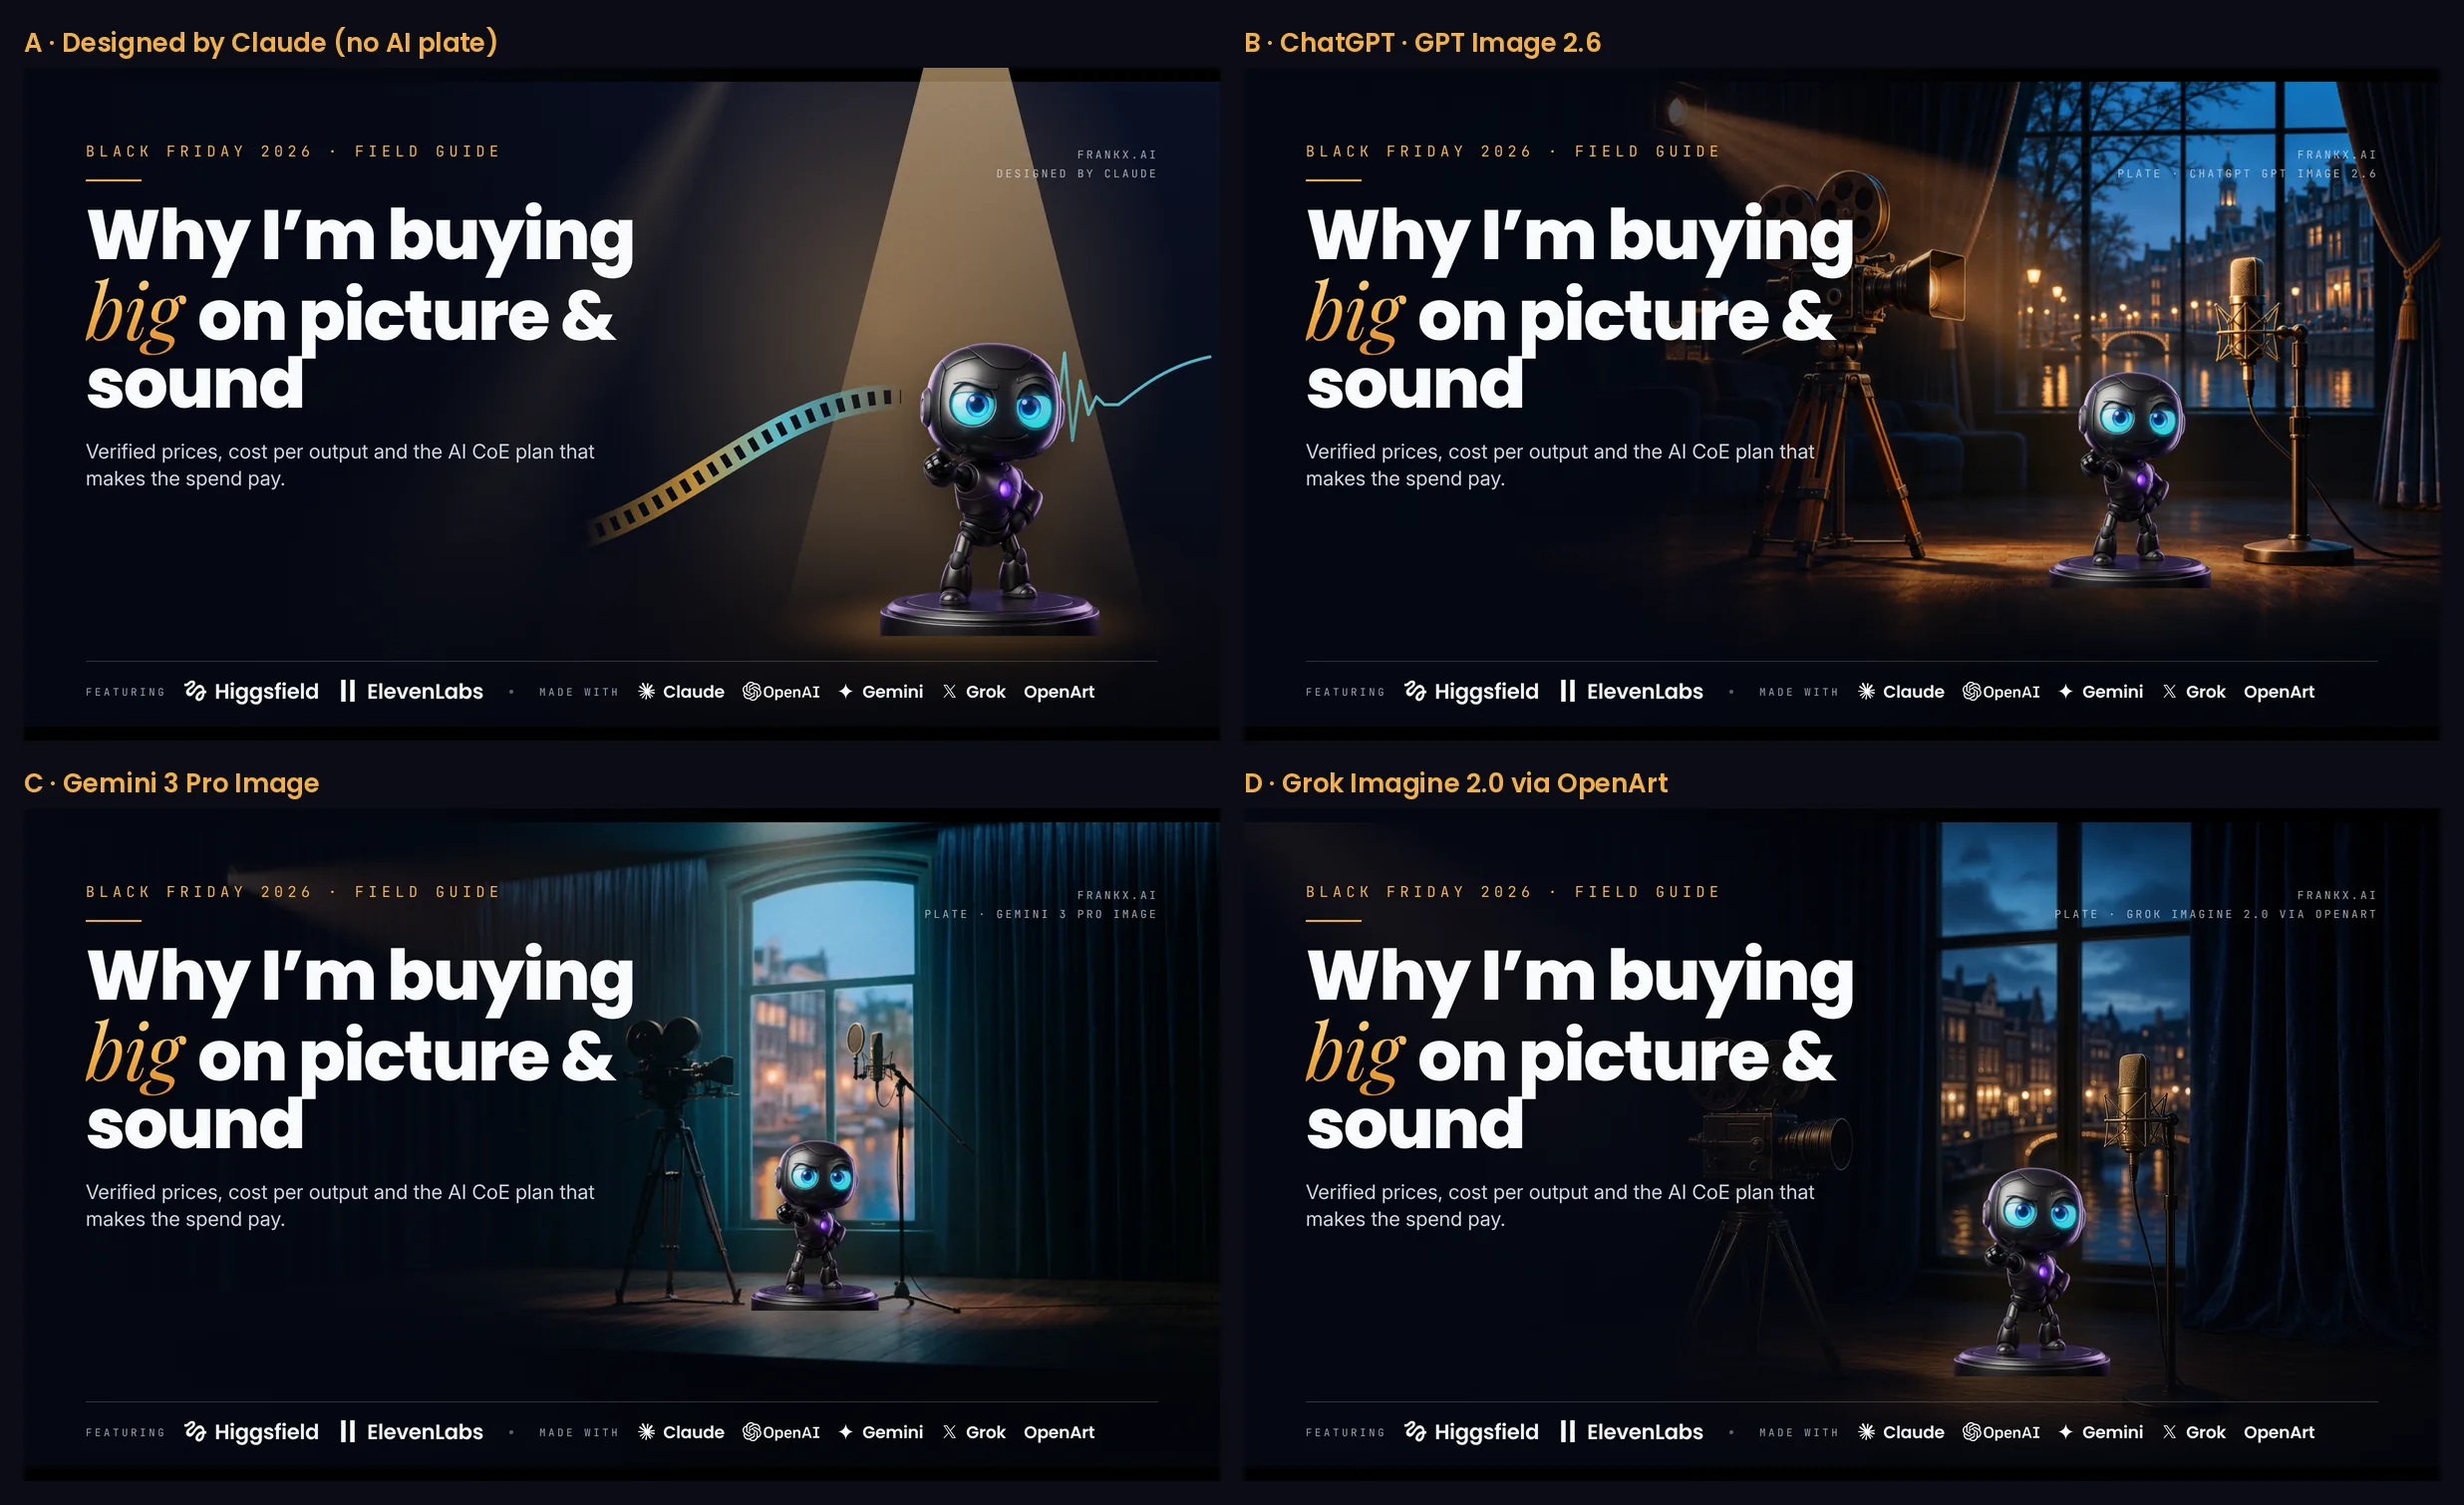 A · Designed by Claude (no AI plate)
BLACK FRIDAY 2026 · FIELD GUIDE
FRANKX.AI
DESIGNED BY CLAUDE
Why I’m buying
big on picture &
sound
Verified prices, cost per output and the AI CoE plan that
makes the spend pay.
FEATURING Higgsfield ElevenLabs · MADE WITH Claude OpenAI Gemini Grok OpenArt
B · ChatGPT · GPT Image 2.6
BLACK FRIDAY 2026 · FIELD GUIDE
FRANKX.AI
PLATE · CHATGPT GPT IMAGE 2.6
Why I’m buying
big on picture &
sound
Verified prices, cost per output and the AI CoE plan that
makes the spend pay.
FEATURING Higgsfield ElevenLabs · MADE WITH Claude OpenAI Gemini Grok OpenArt
C · Gemini 3 Pro Image
BLACK FRIDAY 2026 · FIELD GUIDE
FRANKX.AI
PLATE · GEMINI 3 PRO IMAGE
Why I’m buying
big on picture &
sound
Verified prices, cost per output and the AI CoE plan that
makes the spend pay.
FEATURING Higgsfield ElevenLabs · MADE WITH Claude OpenAI Gemini Grok OpenArt
D · Grok Imagine 2.0 via OpenArt
BLACK FRIDAY 2026 · FIELD GUIDE
FRANKX.AI
PLATE · GROK IMAGINE 2.0 VIA OPENART
Why I’m buying
big on picture &
sound
Verified prices, cost per output and the AI CoE plan that
makes the spend pay.
FEATURING Higgsfield ElevenLabs · MADE WITH Claude OpenAI Gemini Grok OpenArt